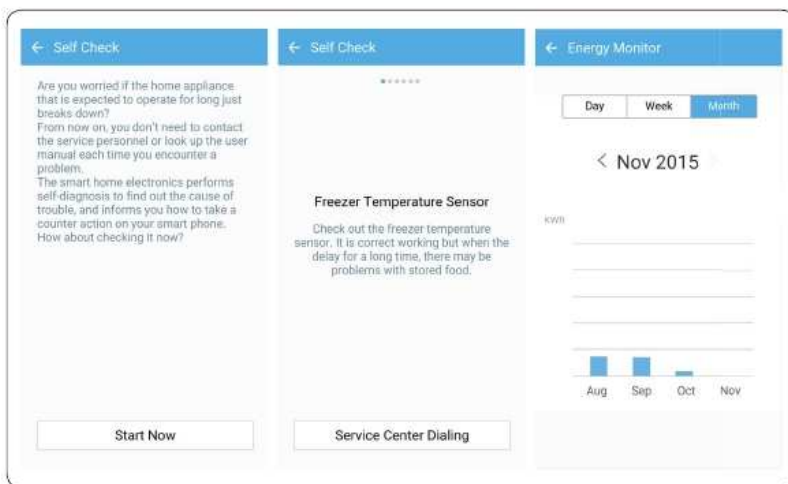 ← Self Check
Are you worried if the home appliance
that is expected to operate for long just
breaks down?
From now on, you don't need to contact
the service personnel or look up the user
manual each time you encounter a
problem.
The smart home electronics performs
self-diagnosis to find out the cause of
trouble, and informs you how to take a
counter action on your smart phone.
How about checking it now?
Start Now
← Self Check
Freezer Temperature Sensor
Check out the freezer temperature
sensor. It is correct working but when the
delay for a long time, there may be
problems with stored food.
Service Center Dialing
← Energy Monitor
Day Week Month
< Nov 2015
Aug Sep Oct Nov